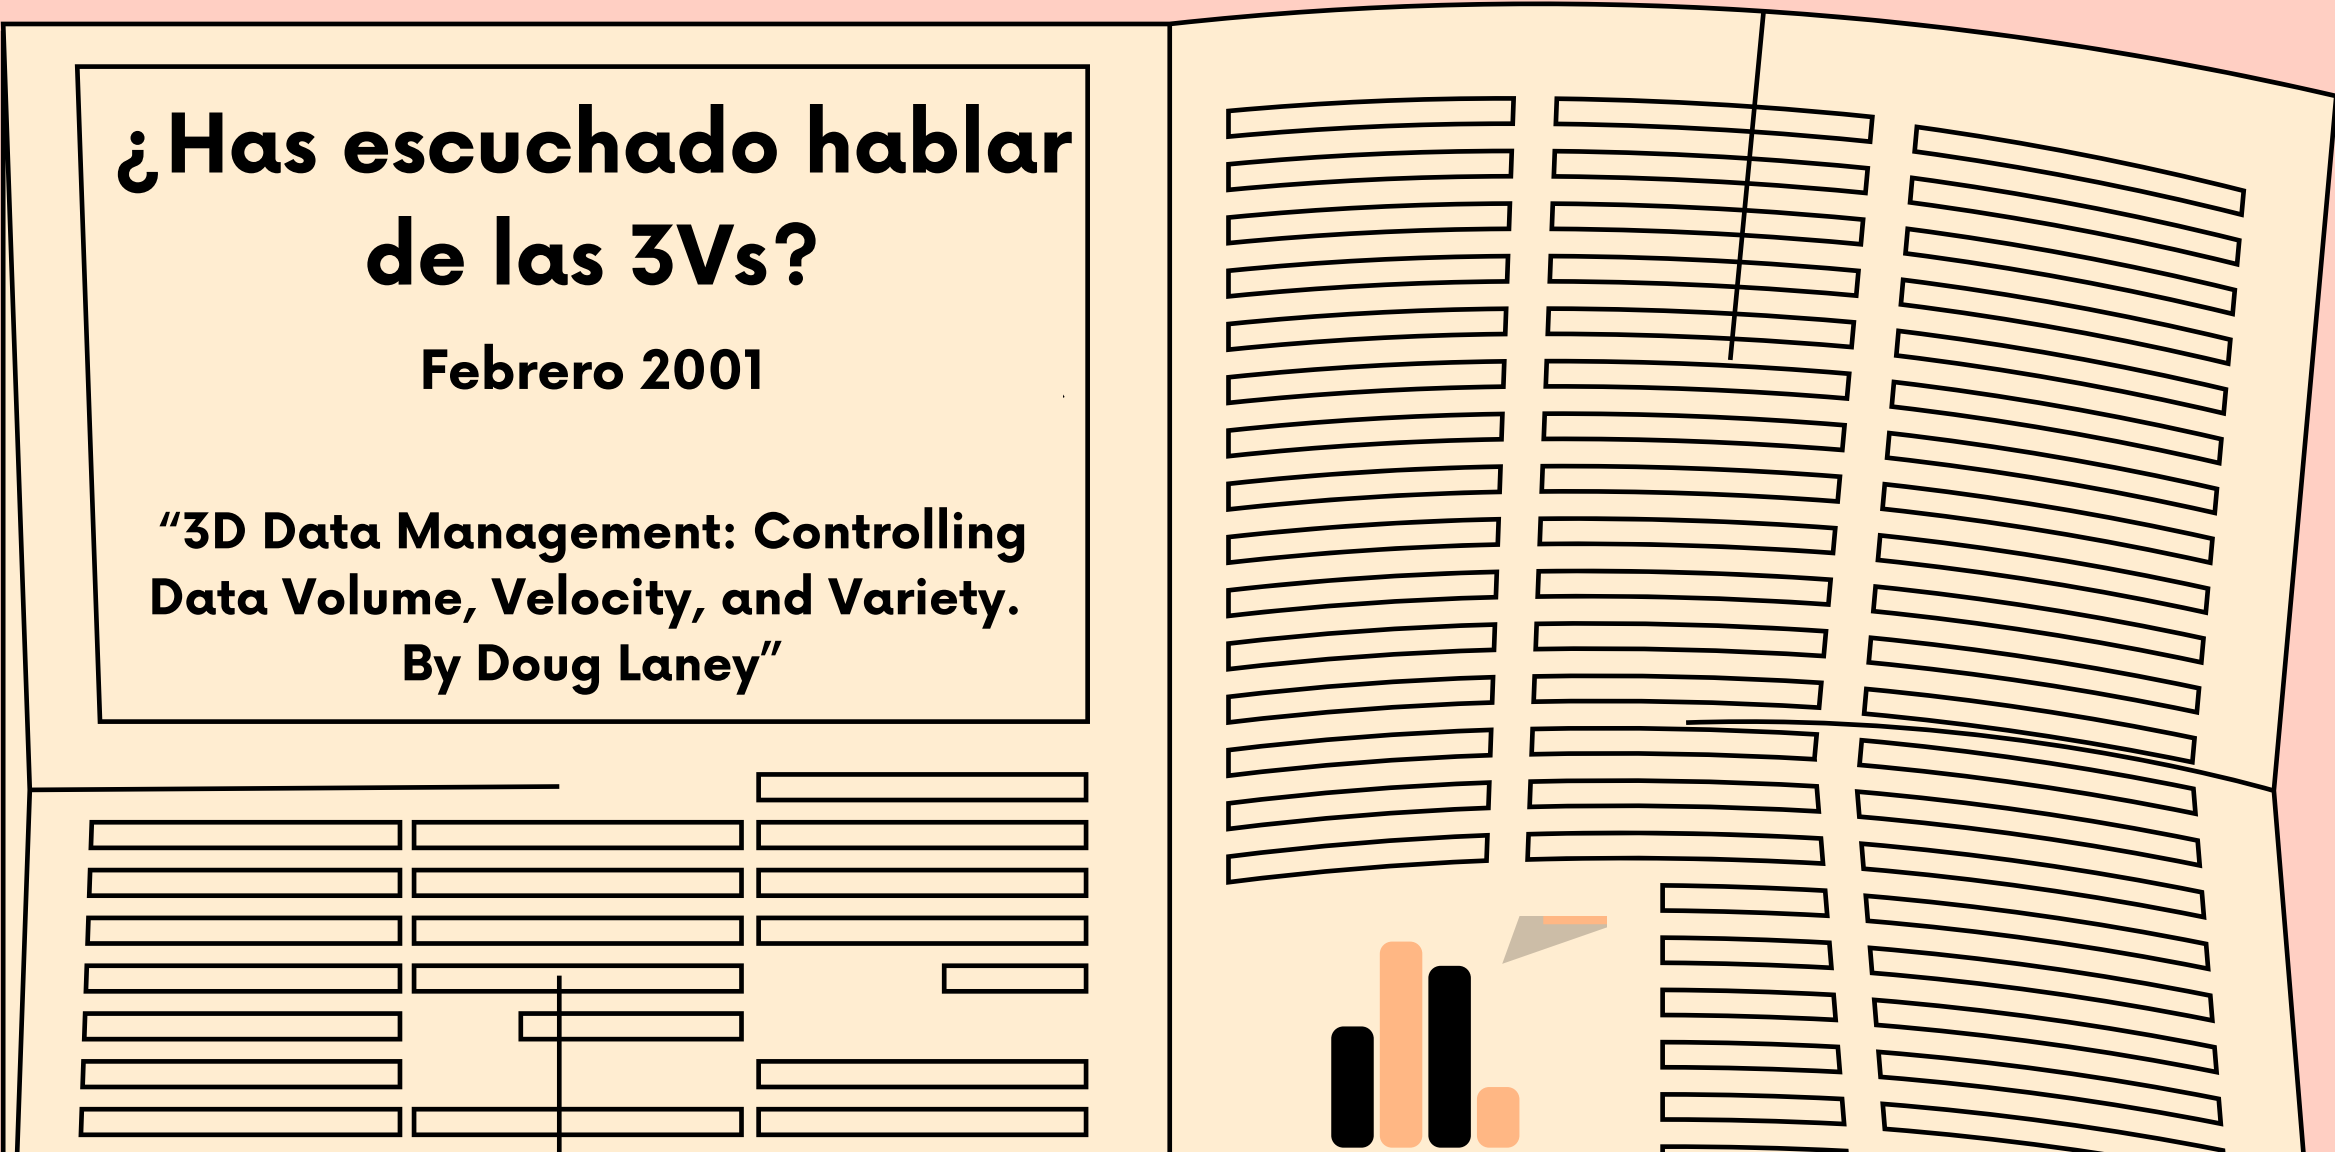 ¿Has escuchado hablar
de las 3Vs?
Febrero 2001
“3D Data Management: Controlling
Data Volume, Velocity, and Variety.
By Doug Laney”